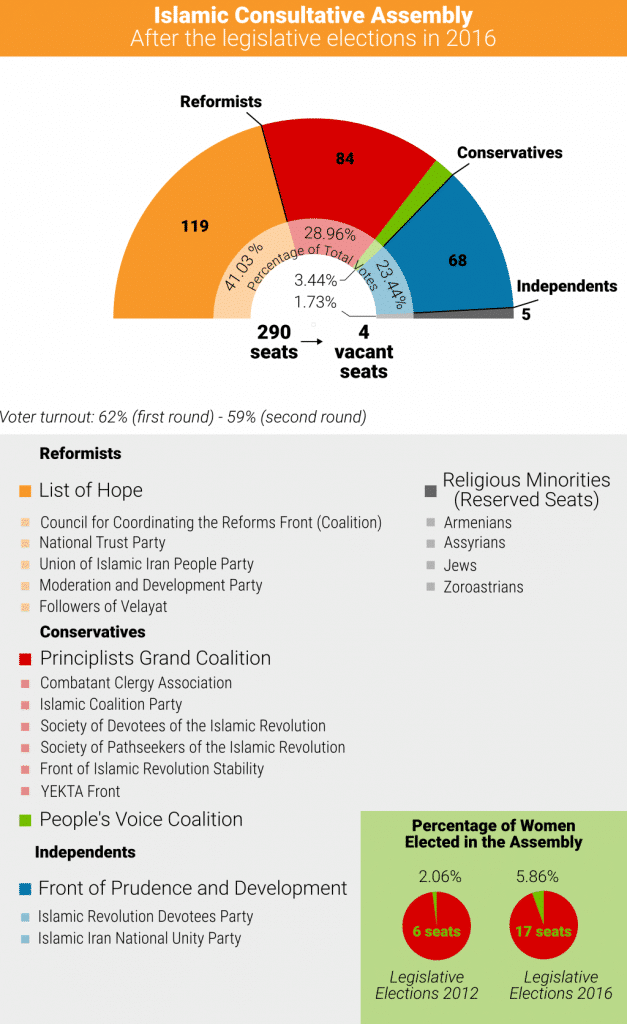 Islamic Consultative Assembly
After the legislative elections in 2016
Reformists
84
Conservatives
119
28.96%
41.03 %
Percentage of Total Votes
23.44%
68
3.44%
1.73%
Independents
5
290
seats
4
vacant
seats
Voter turnout: 62% (first round) - 59% (second round)
Reformists
List of Hope
Council for Coordinating the Reforms Front (Coalition)
National Trust Party
Union of Islamic Iran People Party
Moderation and Development Party
Followers of Velayat
Religious Minorities
(Reserved Seats)
Armenians
Assyrians
Jews
Zoroastrians
Conservatives
Principlists Grand Coalition
Combatant Clergy Association
Islamic Coalition Party
Society of Devotees of the Islamic Revolution
Society of Pathseekers of the Islamic Revolution
Front of Islamic Revolution Stability
YEKTA Front
People's Voice Coalition
Independents
Front of Prudence and Development
Islamic Revolution Devotees Party
Islamic Iran National Unity Party
Percentage of Women
Elected in the Assembly
2.06%
6 seats
Legislative
Elections 2012
5.86%
17 seats
Legislative
Elections 2016